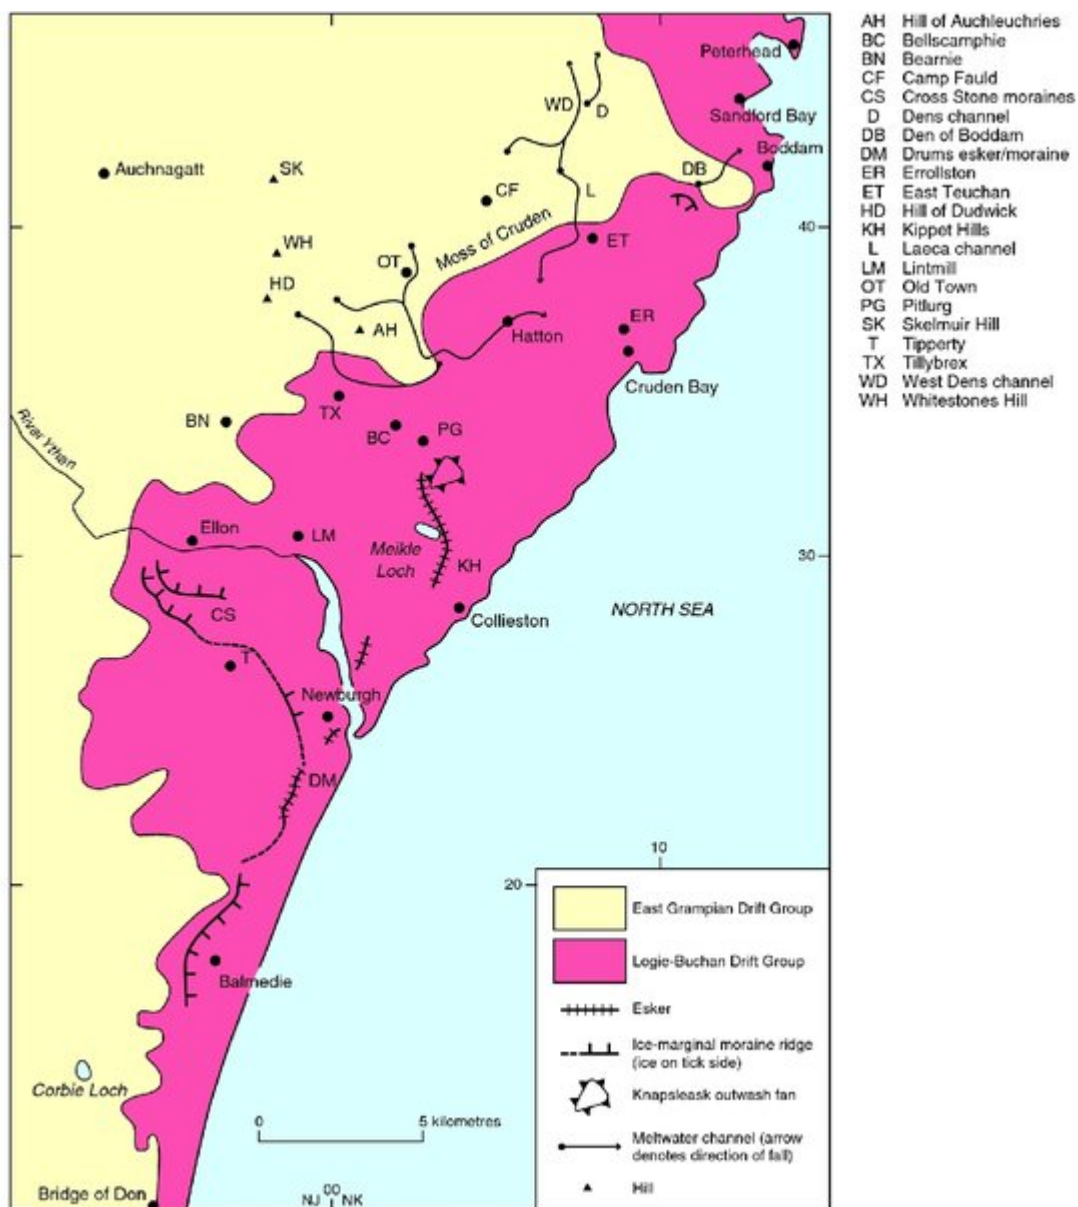 Peterhead
Sandford Bay
Boddam
WD
D
DB
Auchnagatt
SK
CF
L
40
Moss of Cruden
WH
ET
OT
HD
AH
Hatton
ER
Cruden Bay
TX
BN
BC
PG
River Ythan
Ellon
LM
Meikle
Loch
30
KH
NORTH SEA
CS
Collieston
T
Newburgh
DM
10
20
Balmedie
Corbie Loch
0
5 kilometres
Bridge of Don
NJ 00 NK
East Grampian Drift Group
Logie-Buchan Drift Group
Esker
Ice-marginal moraine ridge
(ice on tick side)
Knapsleask outwash fan
Meltwater channel (arrow
denotes direction of fall)
Hill
AH Hill of Auchleuchries
BC Bellscamphie
BN Bearnie
CF Camp Fauld
CS Cross Stone moraines
D Dens channel
DB Den of Boddam
DM Drums esker/moraine
ER Errollston
ET East Teuchan
HD Hill of Dudwick
KH Kippet Hills
L Laeca channel
LM Lintmill
OT Old Town
PG Pitlurg
SK Skelmuir Hill
T Tipperty
TX Tillybrex
WD West Dens channel
WH Whitestones Hill